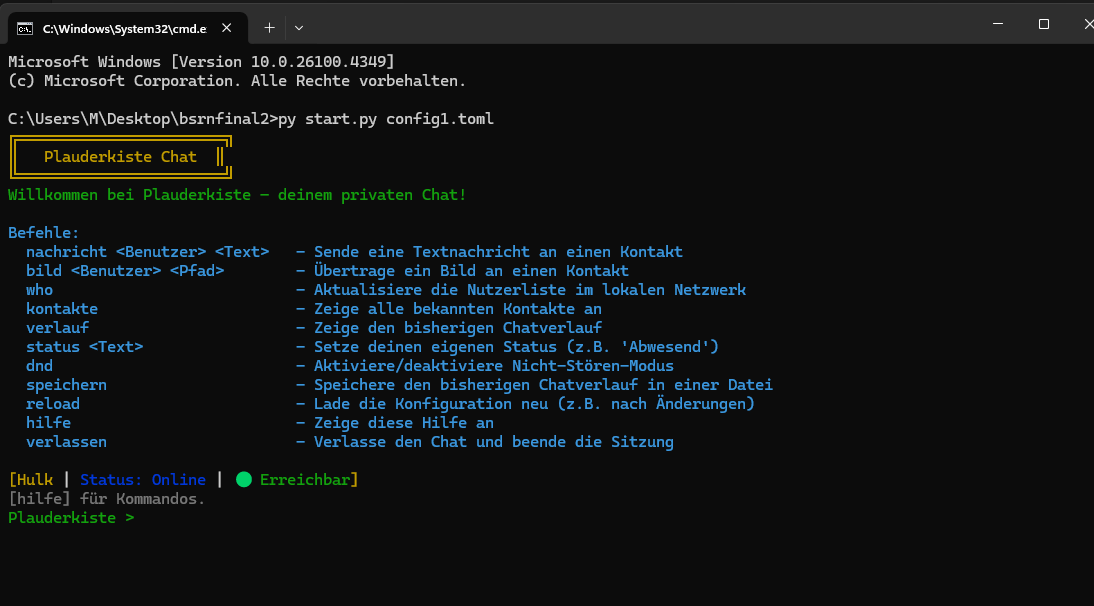 C:\Windows\System32\cmd.e
Microsoft Windows [Version 10.0.26100.4349]
(c) Microsoft Corporation. Alle Rechte vorbehalten.
C:\Users\M\Desktop\bsrnfinal2>py start.py config1.toml
Plauderkiste Chat
Willkommen bei Plauderkiste – deinem privaten Chat!
Befehle:
nachricht <Benutzer> <Text> – Sende eine Textnachricht an einen Kontakt
bild <Benutzer> <Pfad> – Übertrage ein Bild an einen Kontakt
who – Aktualisiere die Nutzerliste im lokalen Netzwerk
kontakte – Zeige alle bekannten Kontakte an
verlauf – Zeige den bisherigen Chatverlauf
status <Text> – Setze deinen eigenen Status (z.B. 'Abwesend')
dnd – Aktiviere/deaktiviere Nicht-Stören-Modus
speichern – Speichere den bisherigen Chatverlauf in einer Datei
reload – Lade die Konfiguration neu (z.B. nach Änderungen)
hilfe – Zeige diese Hilfe an
verlassen – Verlasse den Chat und beende die Sitzung
[Hulk | Status: Online | Erreichbar]
[hilfe] für Kommandos.
Plauderkiste >